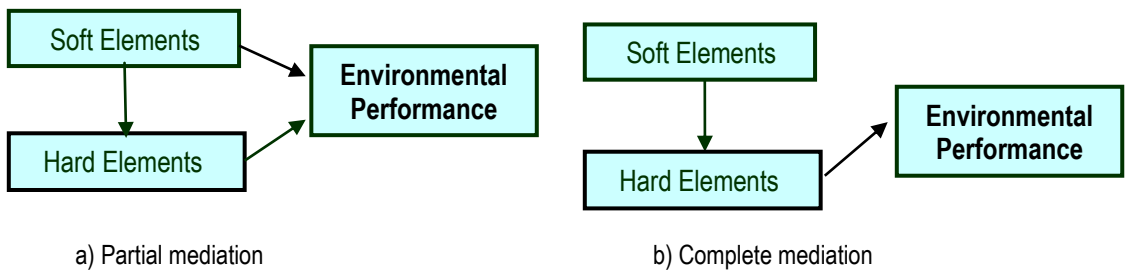 Soft Elements
Environmental
Performance
Hard Elements
a) Partial mediation
Soft Elements
Environmental
Performance
Hard Elements
b) Complete mediation